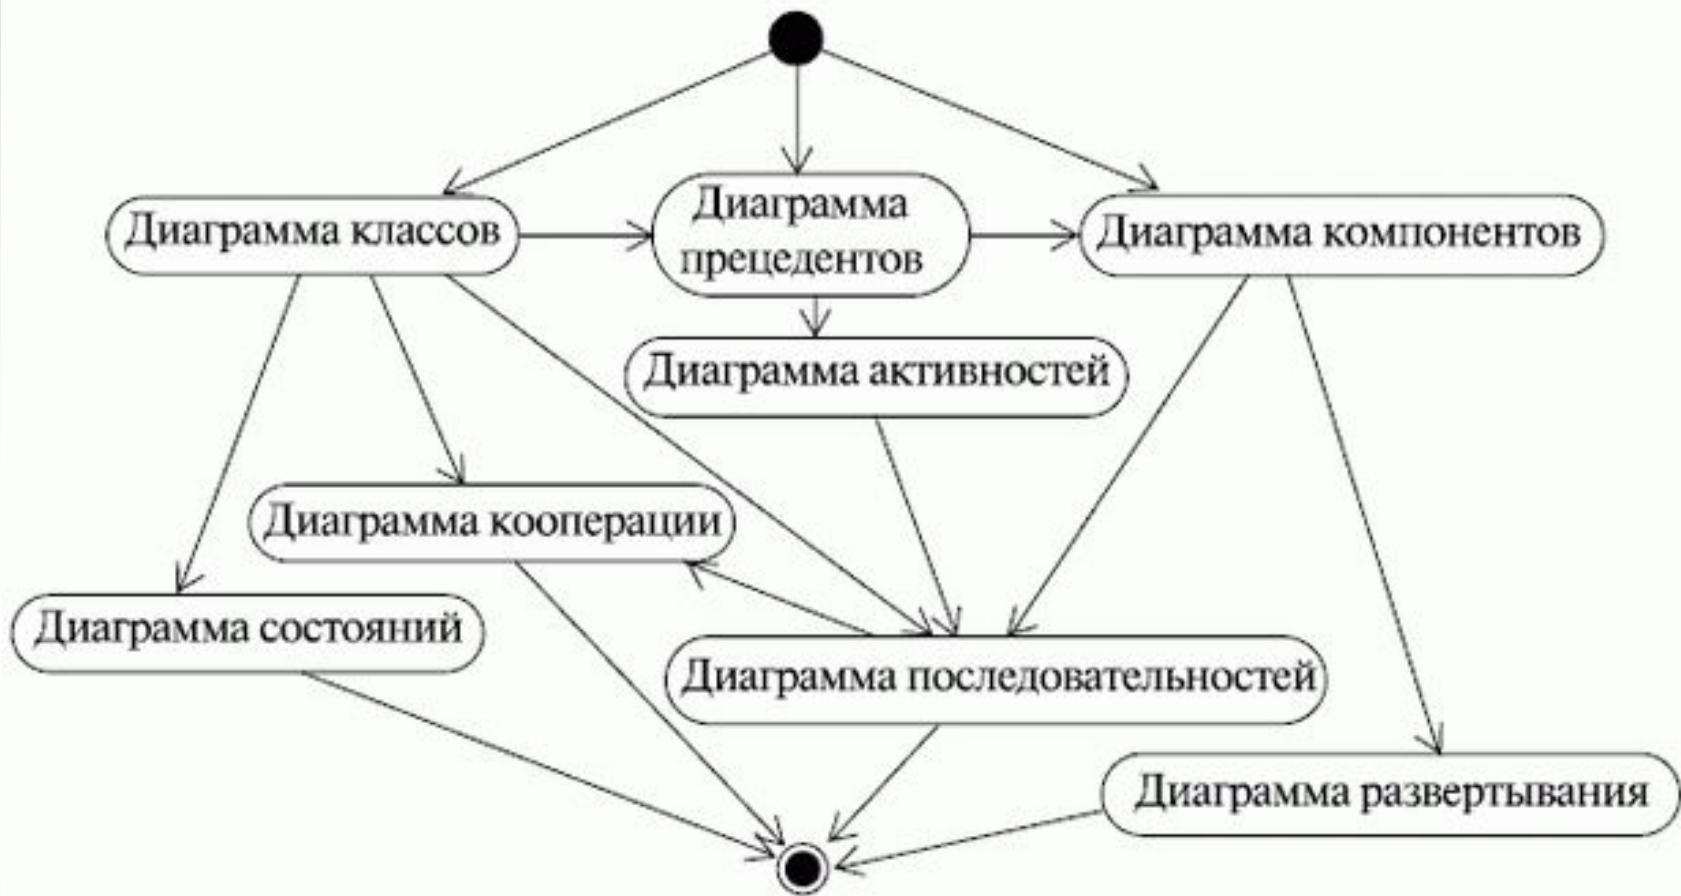 Диаграмма классов
Диаграмма
прецедентов
Диаграмма компонентов
Диаграмма активностей
Диаграмма кооперации
Диаграмма состояний
Диаграмма последовательностей
Диаграмма развертывания